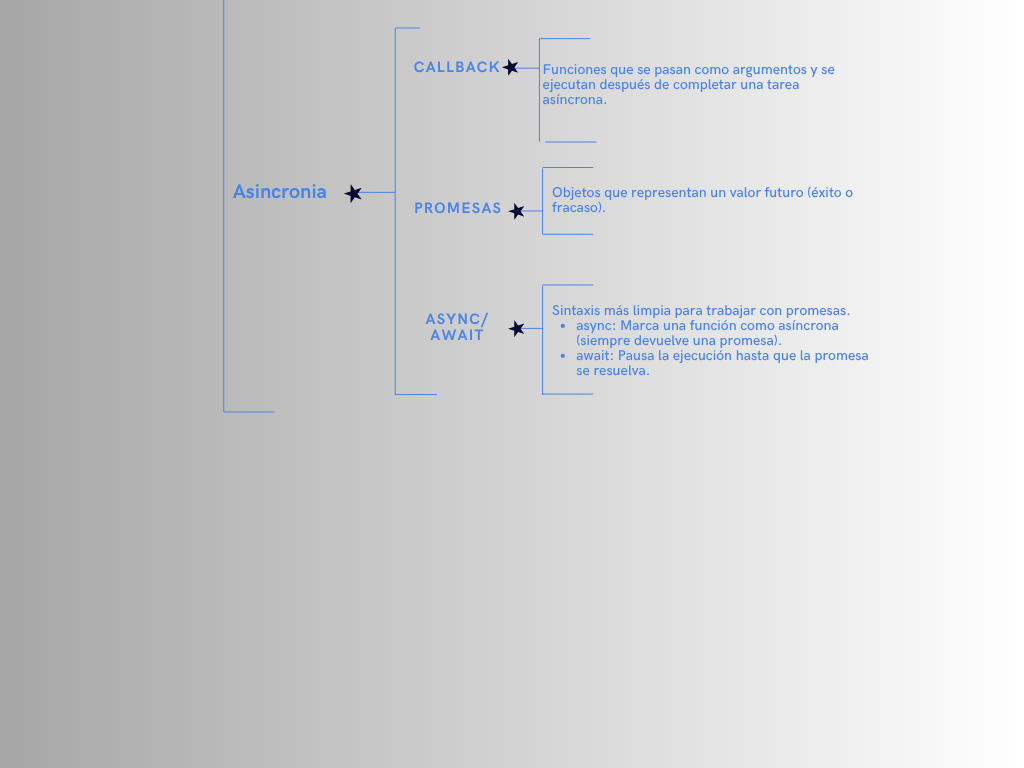 Asincronia
CALLBACK
Funciones que se pasan como argumentos y se
ejecutan después de completar una tarea
asíncrona.
PROMESAS
Objetos que representan un valor futuro (éxito o
fracaso).
ASYNC/
AWAIT
Sintaxis más limpia para trabajar con promesas.
• async: Marca una función como asíncrona
(siempre devuelve una promesa).
• await: Pausa la ejecución hasta que la promesa
se resuelva.